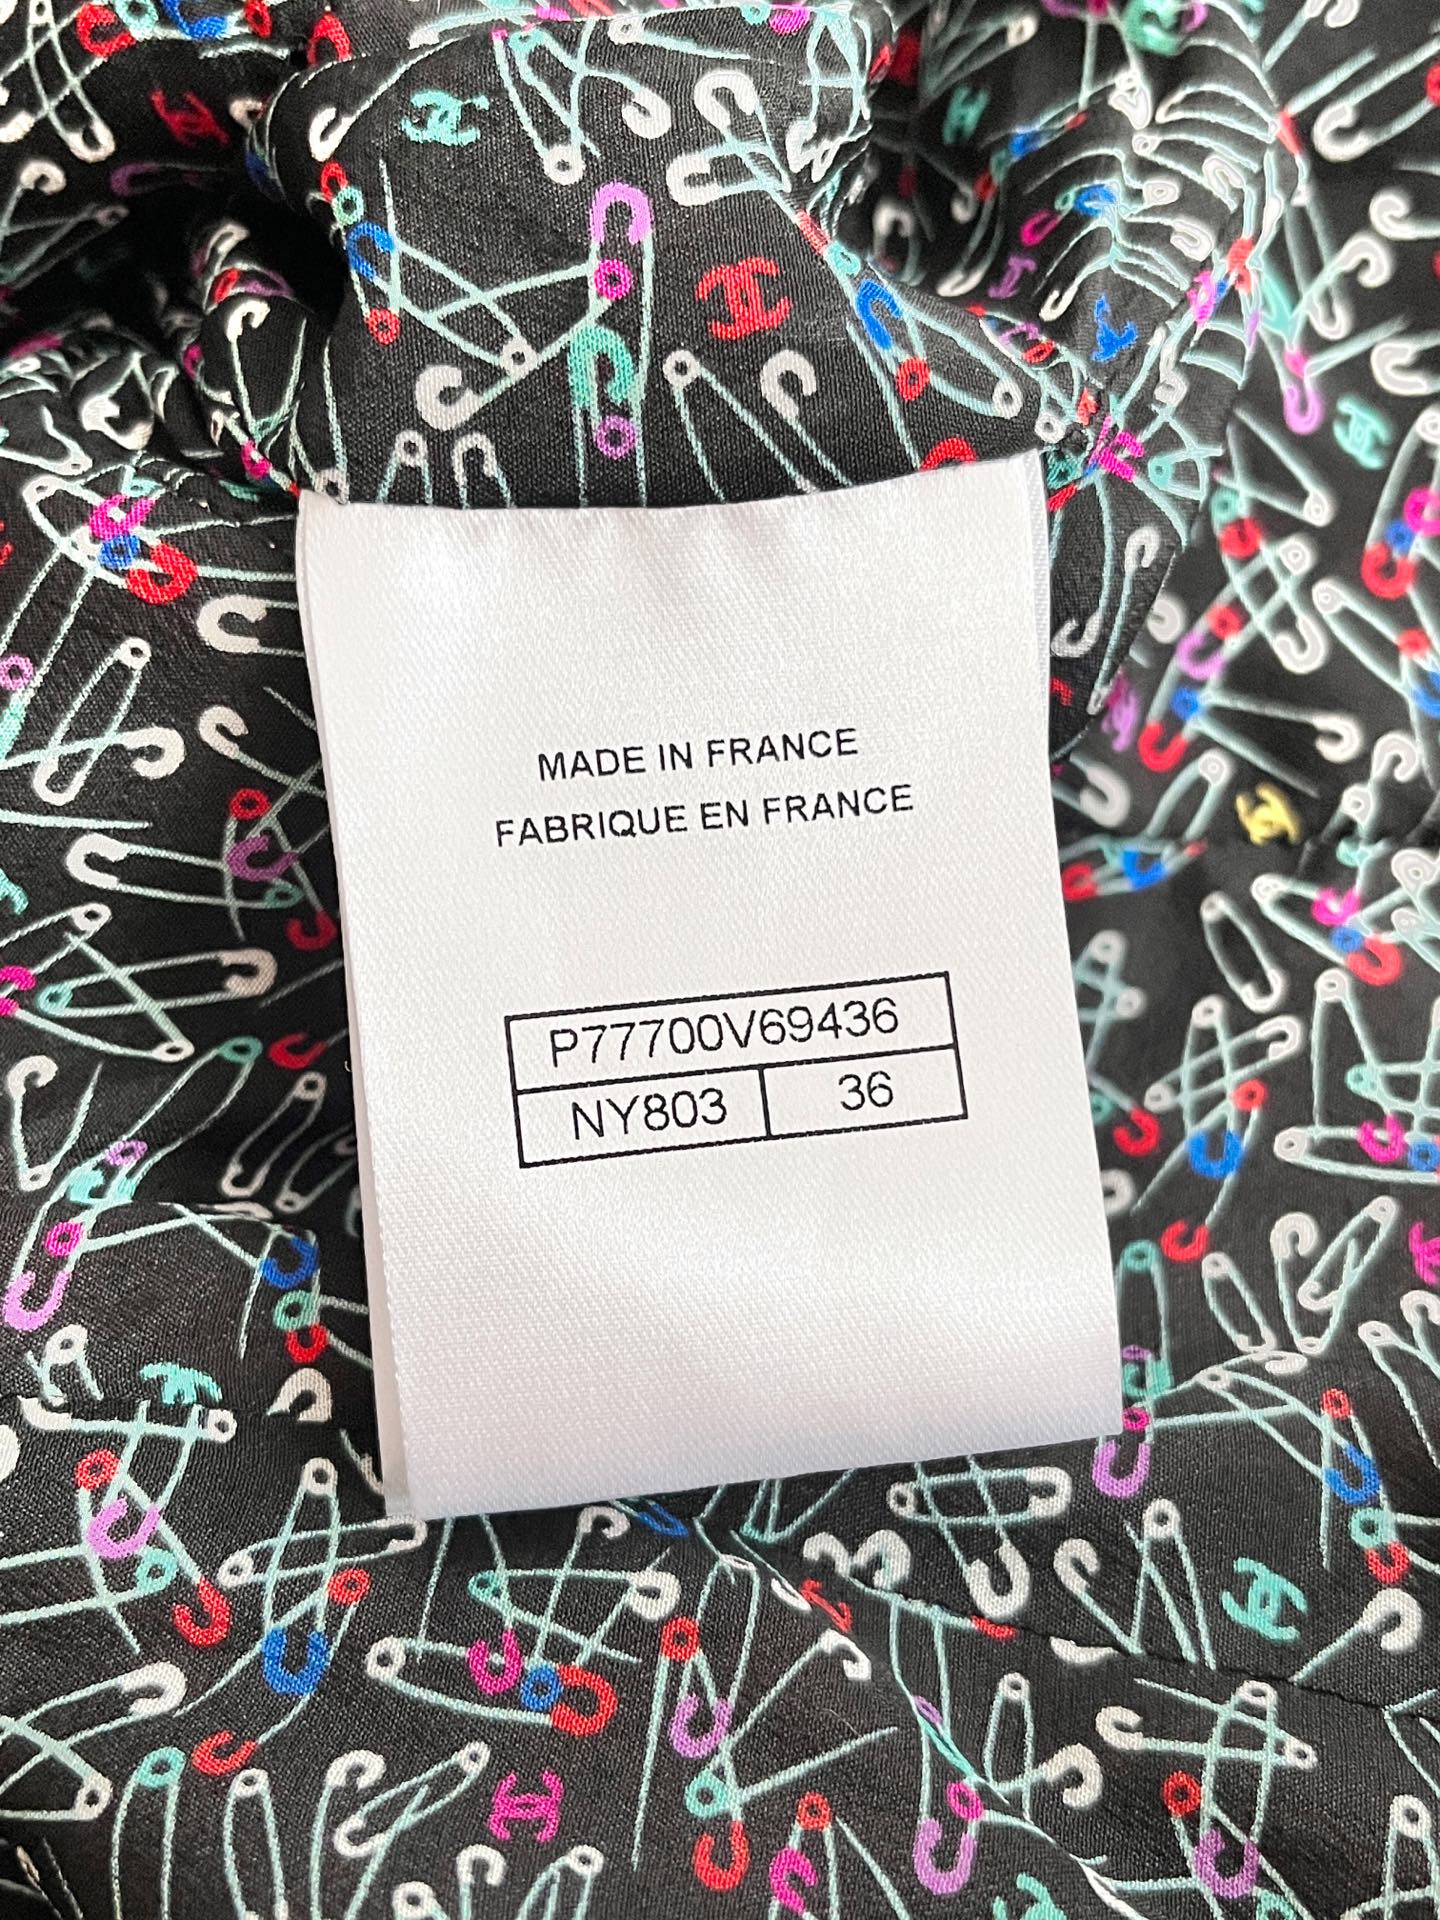 MADE IN FRANCE
FABRIQUE EN FRANCE
P77700V69436
NY803 36